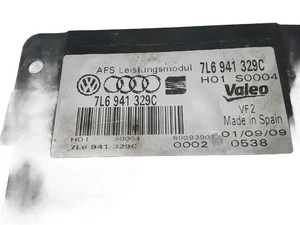 AFS Leistungsmodul 7L6 941 329C
H01 S0004
7L6 941 329C Valeo
VF2
Made in Spain
H01 S0004 01/09/09
7L6 941 329C 0002 0538